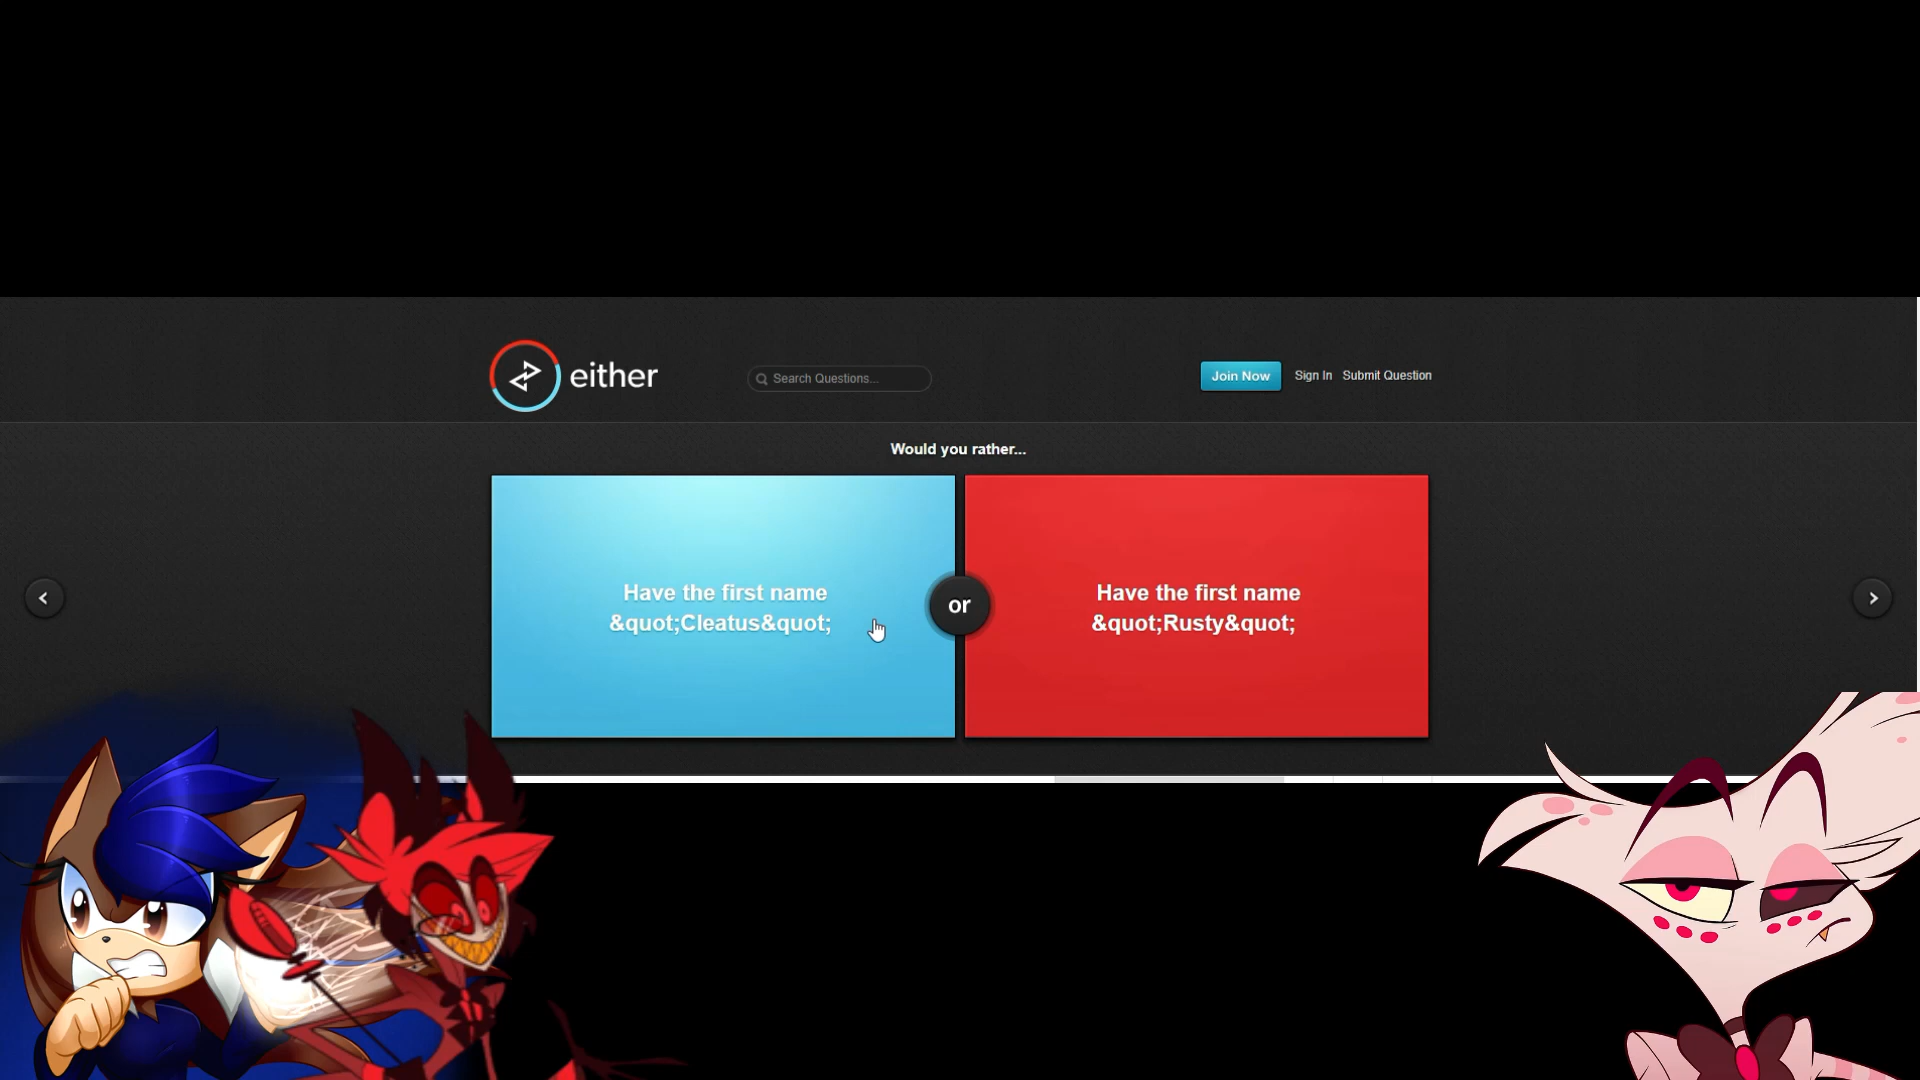 either
Search Questions...
Join Now
Sign In
Submit Question
Would you rather...
Have the first name
&quot;Cleatus&quot;
or
Have the first name
&quot;Rusty&quot;